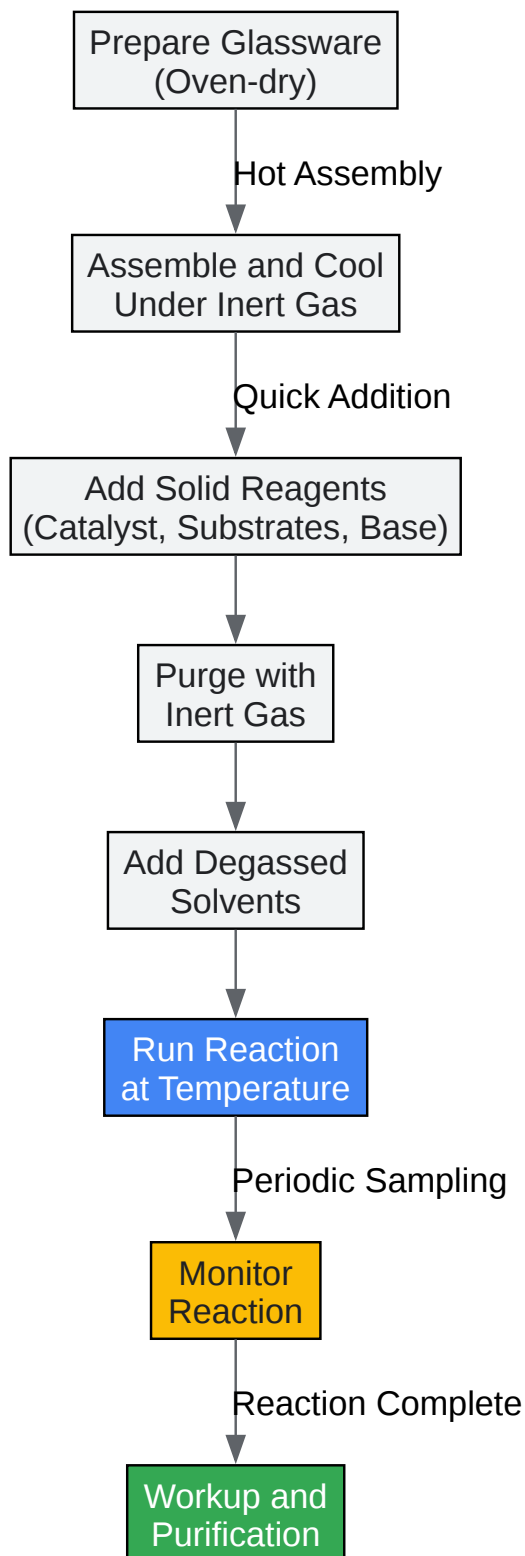 Prepare Glassware
(Oven-dry)
Hot Assembly
Assemble and Cool
Under Inert Gas
Quick Addition
Add Solid Reagents
(Catalyst, Substrates, Base)
Purge with
Inert Gas
Add Degassed
Solvents
Run Reaction
at Temperature
Periodic Sampling
Monitor
Reaction
Reaction Complete
Workup and
Purification